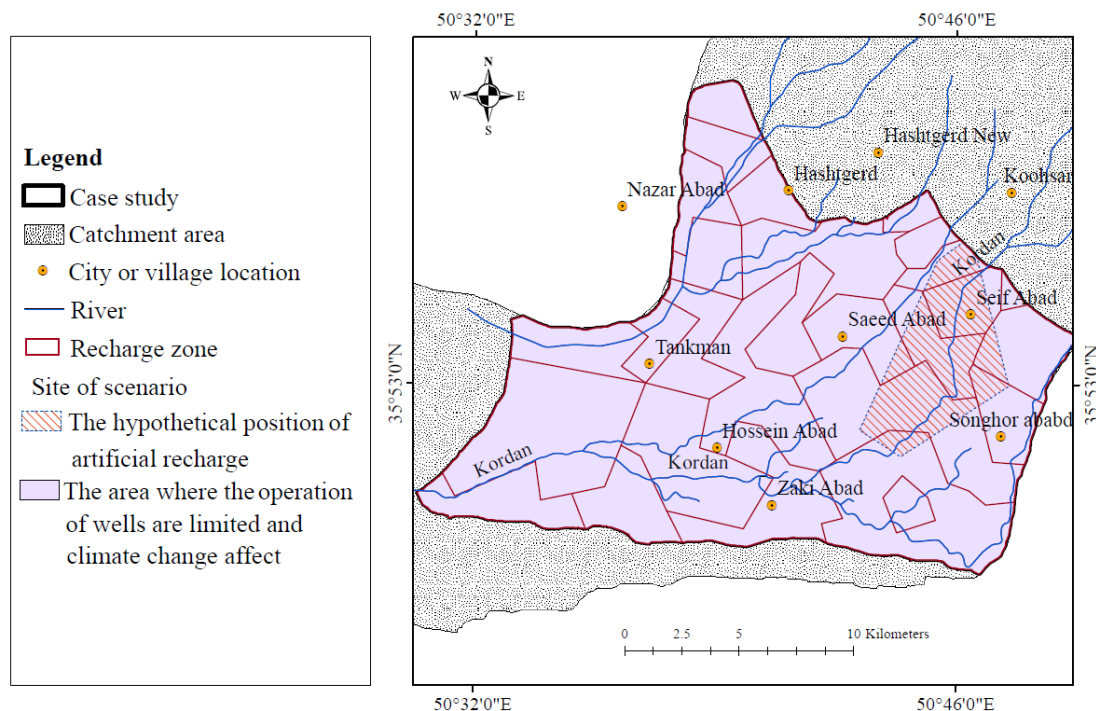 Legend
Case study
Catchment area
City or village location
River
Recharge zone
Site of scenario
The hypothetical position of
artificial recharge
The area where the operation
of wells are limited and
climate change affect
50°32'0"E
50°46'0"E
N
W
E
S
Hashtgerd New
Hashtgerd
Koohsar
Nazar Abad
Kordan
Seif Abad
Saeed Abad
Tankman
35°53'0"N
35°53'0"N
Songhor ababd
Hossein Abad
Kordan
Kordan
Zaki Abad
0
2.5
5
10 Kilometers
50°32'0"E
50°46'0"E